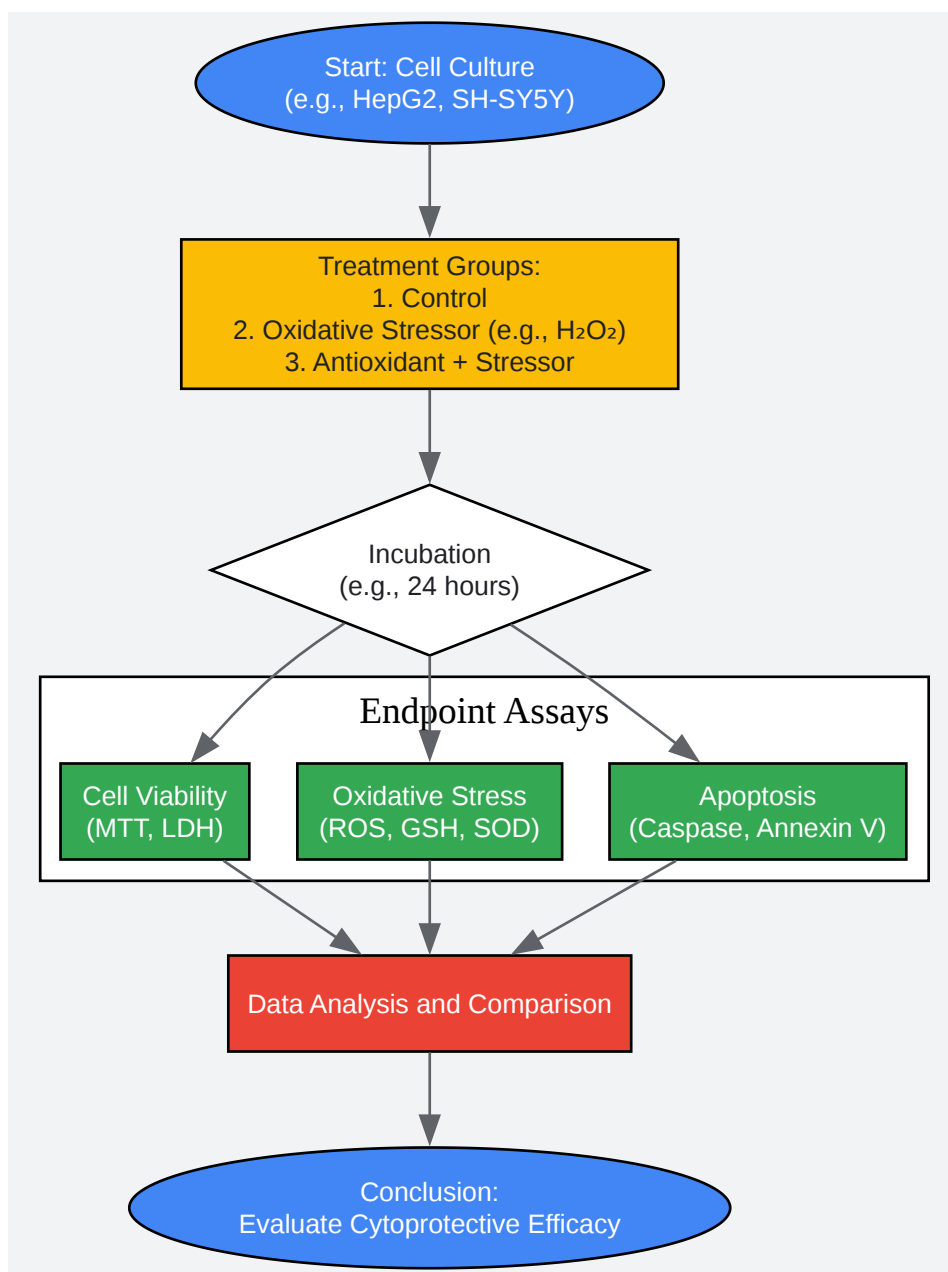 Start: Cell Culture
(e.g., HepG2, SH-SY5Y)
Treatment Groups:
1. Control
2. Oxidative Stressor (e.g., H₂O₂)
3. Antioxidant + Stressor
Incubation
(e.g., 24 hours)
Endpoint Assays
Cell Viability
(MTT, LDH)
Oxidative Stress
(ROS, GSH, SOD)
Apoptosis
(Caspase, Annexin V)
Data Analysis and Comparison
Conclusion:
Evaluate Cytoprotective Efficacy